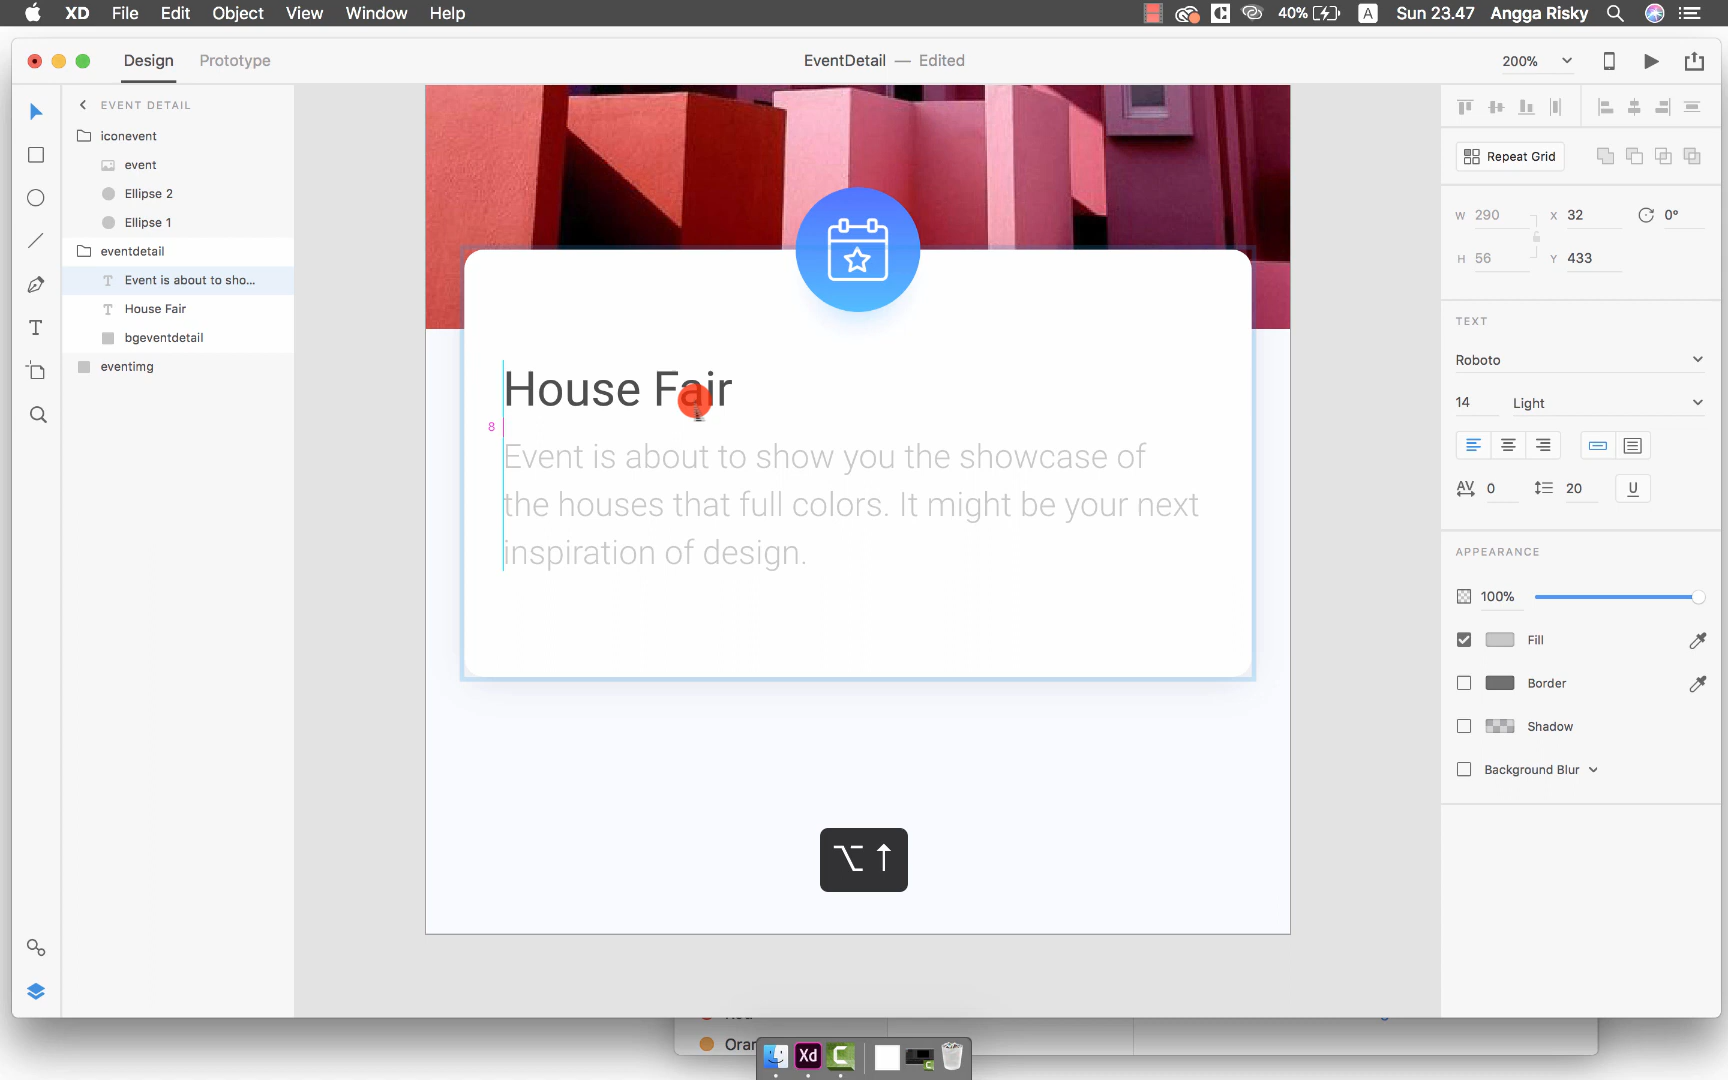 XD File Edit Object View Window Help
40% A Sun 23.47 Angga Risky
Design Prototype
EventDetail — Edited
200%
EVENT DETAIL
iconevent
event
Ellipse 2
Ellipse 1
eventdetail
T Event is about to sho...
T House Fair
bgeventdetail
eventimg
T
House Fair
8
Event is about to show you the showcase of
the houses that full colors. It might be your next
inspiration of design.
⌥ ↑
Repeat Grid
W 290 X 32 0°
H 56 Y 433
TEXT
Roboto
14 Light
AV 0 20 U
APPEARANCE
100%
Fill
Border
Shadow
Background Blur
Xd